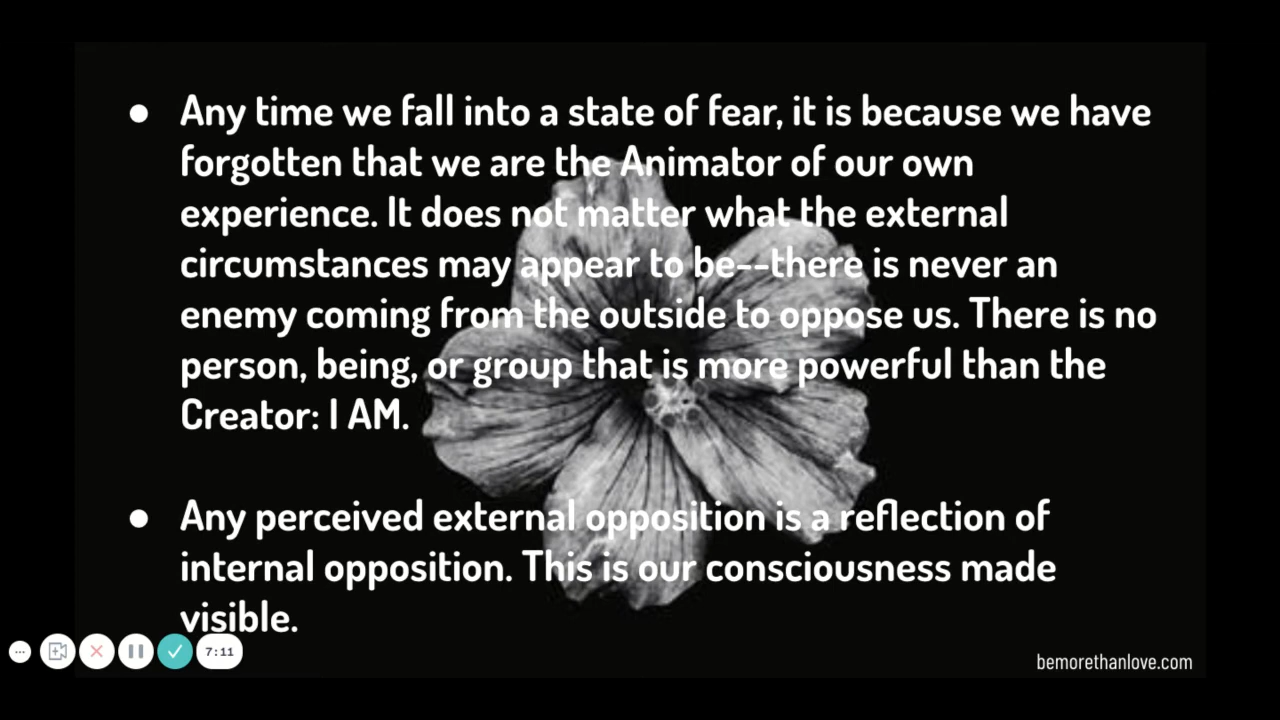 ● Any time we fall into a state of fear, it is because we have
forgotten that we are the Animator of our own
experience. It does not matter what the external
circumstances may appear to be--there is never an
enemy coming from the outside to oppose us. There is no
person, being, or group that is more powerful than the
Creator: I AM.
● Any perceived external opposition is a reflection of
internal opposition. This is our consciousness made
visible.
7:11
bemorethanlove.com